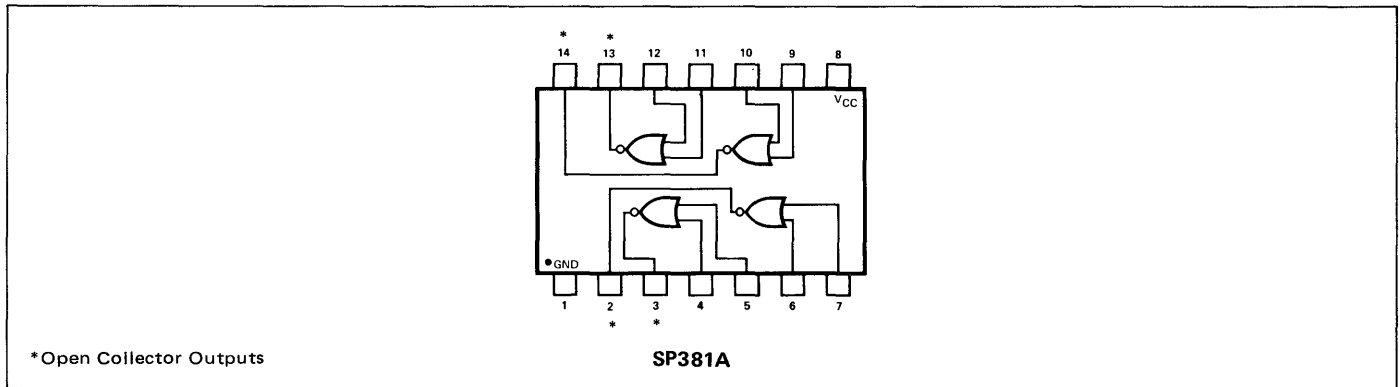 * *
14 13 12 11 10 9 8
VCC
GND
1 2 3 4 5 6 7
* *
*Open Collector Outputs
SP381A